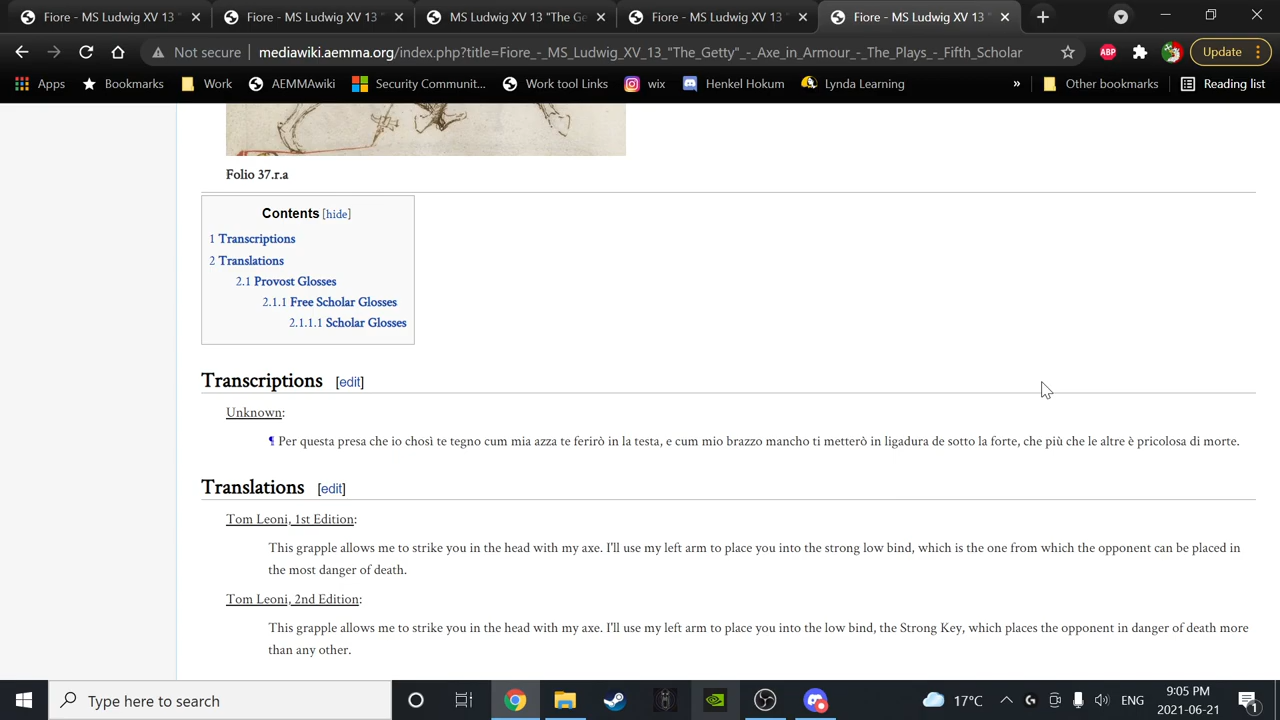 Fiore - MS Ludwig XV 13 "
Fiore - MS Ludwig XV 13 "
MS Ludwig XV 13 "The Ge
Fiore - MS Ludwig XV 13 "
Fiore - MS Ludwig XV 13 "
Not secure
mediawiki.aemma.org/index.php?title=Fiore_-_MS_Ludwig_XV_13_"The_Getty"_-_Axe_in_Armour_-_The_Plays_-_Fifth_Scholar
ABP
Update
Apps
Bookmarks
Work
AEMMAwiki
Security Communit...
Work tool Links
wix
Henkel Hokum
Lynda Learning
»
Other bookmarks
Reading list
Folio 37.r.a
Contents [hide]
1 Transcriptions
2 Translations
2.1 Provost Glosses
2.1.1 Free Scholar Glosses
2.1.1.1 Scholar Glosses
Transcriptions [edit]
Unknown:
¶ Per questa presa che io chosì te tegno cum mia azza te ferirò in la testa, e cum mio brazzo mancho ti metterò in ligadura de sotto la forte, che più che le altre è pricolosa di morte.
Translations [edit]
Tom Leoni, 1st Edition:
This grapple allows me to strike you in the head with my axe. I'll use my left arm to place you into the strong low bind, which is the one from which the opponent can be placed in
the most danger of death.
Tom Leoni, 2nd Edition:
This grapple allows me to strike you in the head with my axe. I'll use my left arm to place you into the low bind, the Strong Key, which places the opponent in danger of death more
than any other.
Type here to search
17°C
ENG
9:05 PM
2021-06-21
1